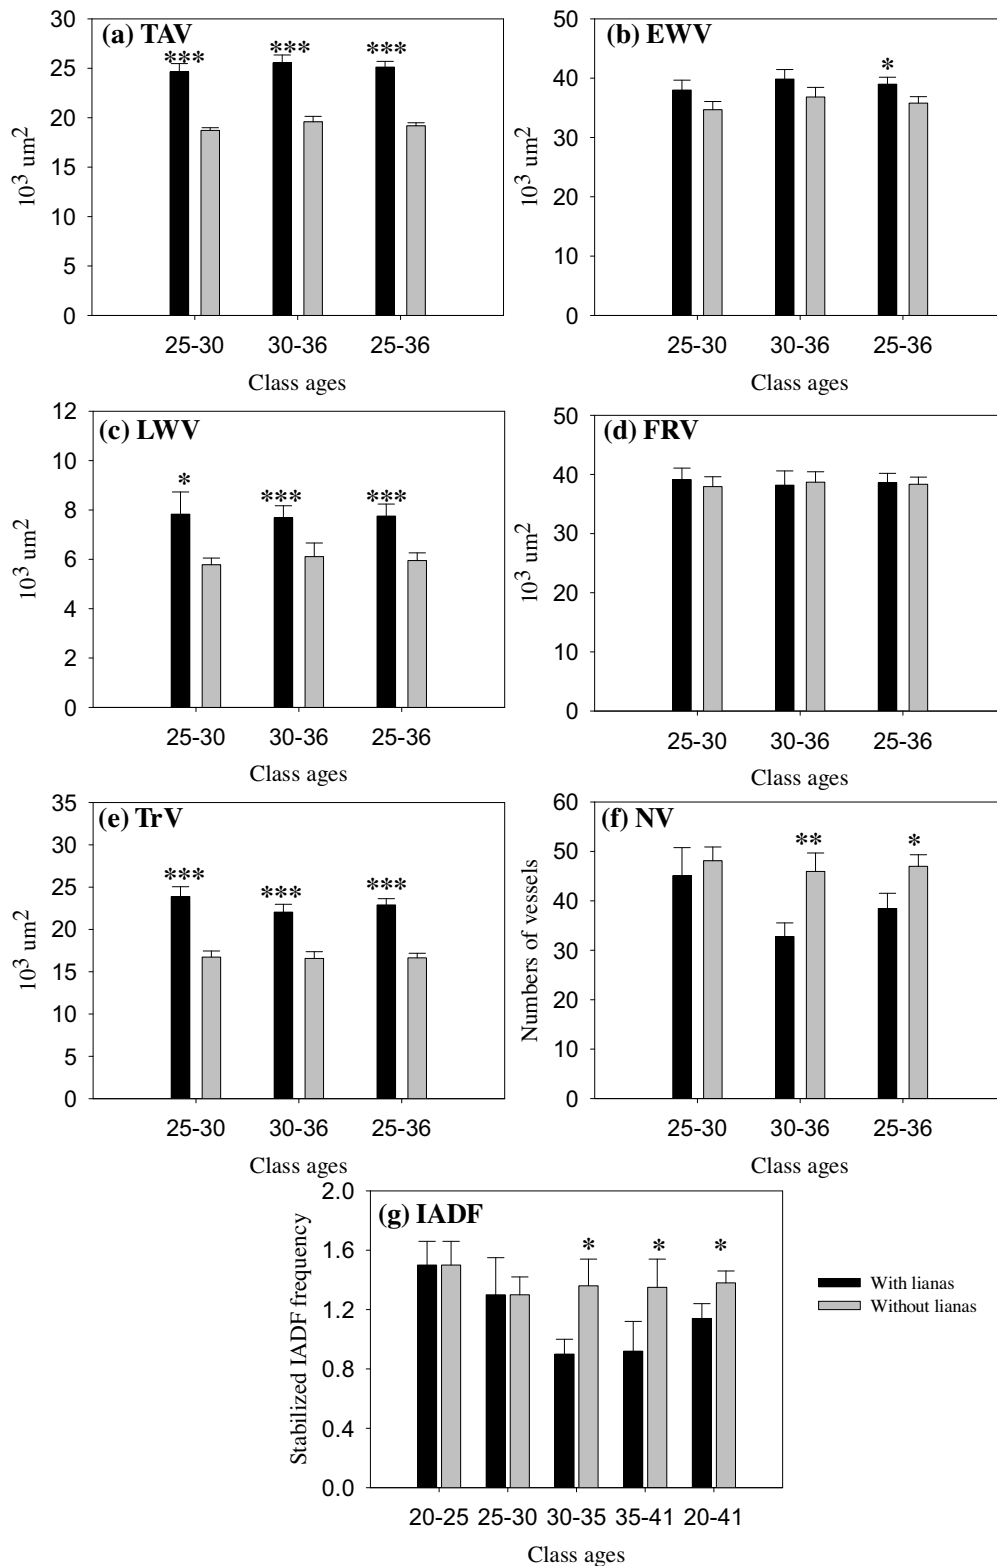 (a) TAV
30
25
20
15
10
5
0
10³ um²
***
***
***
25-30 30-36 25-36
Class ages
(b) EWV
50
40
30
20
10
0
10³ um²
*
25-30 30-36 25-36
Class ages
(c) LWV
12
10
8
6
4
2
0
10³ um²
*
***
***
25-30 30-36 25-36
Class ages
(d) FRV
50
40
30
20
10
0
10³ um²
25-30 30-36 25-36
Class ages
(e) TrV
35
30
25
20
15
10
5
0
10³ um²
***
***
***
25-30 30-36 25-36
Class ages
(f) NV
60
50
40
30
20
10
0
Numbers of vessels
**
*
25-30 30-36 25-36
Class ages
(g) IADF
2.0
1.6
1.2
0.8
0.4
0.0
Stabilized IADF frequency
*
*
*
20-25 25-30 30-35 35-41 20-41
Class ages
With lianas
Without lianas